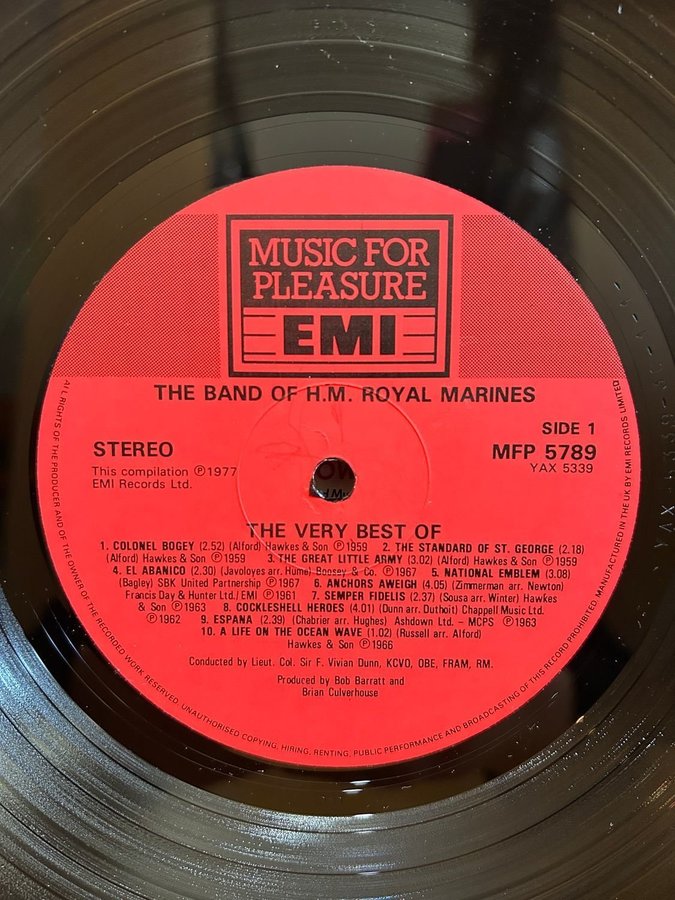 MUSIC FOR
PLEASURE
EMI
THE BAND OF H.M. ROYAL MARINES
SIDE 1
STEREO
MFP 5789
YAX 5339
This compilation ℗1977
EMI Records Ltd.
THE VERY BEST OF
1. COLONEL BOGEY (2.52) (Alford) Hawkes & Son ℗1959 2. THE STANDARD OF ST. GEORGE (2.18)
(Alford) Hawkes & Son ℗1959 3. THE GREAT LITTLE ARMY (3.02) (Alford) Hawkes & Son ℗1959
4. EL ABANICO (2.30) (Javoloyes arr. Hume) Boosey & Co. ℗1967 5. NATIONAL EMBLEM (3.08)
(Bagley) SBK United Partnership ℗1967 6. ANCHORS AWEIGH (4.05) (Zimmerman arr. Newton)
Francis Day & Hunter Ltd./EMI ℗1961 7. SEMPER FIDELIS (2.37) (Sousa arr. Winter) Hawkes
& Son ℗1963 8. COCKLESHELL HEROES (4.01) (Dunn arr. Duthoit) Chappell Music Ltd.
℗1962 9. ESPANA (2.39) (Chabrier arr. Hughes) Ashdown Ltd. – MCPS ℗1963
10. A LIFE ON THE OCEAN WAVE (1.02) (Russell arr. Alford)
Hawkes & Son ℗1966
Conducted by Lieut. Col. Sir F. Vivian Dunn, KCVO, OBE, FRAM, RM.
Produced by Bob Barratt and
Brian Culverhouse
ALL RIGHTS OF THE PRODUCER AND OF THE OWNER OF THE RECORDED WORK RESERVED. UNAUTHORISED COPYING, HIRING, RENTING, PUBLIC PERFORMANCE AND BROADCASTING OF THIS RECORD PROHIBITED. MANUFACTURED IN THE UK BY EMI RECORDS LIMITED